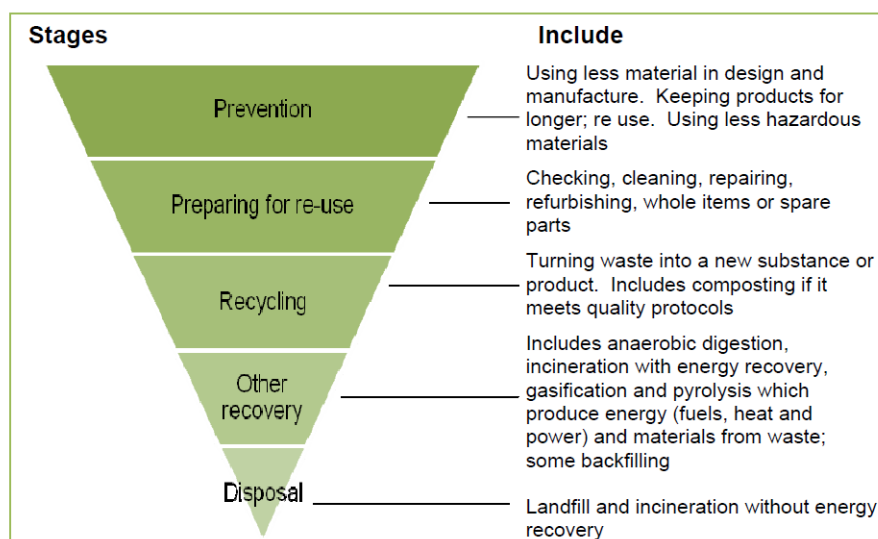 Stages
Include
Prevention
Using less material in design and
manufacture. Keeping products for
longer; re use. Using less hazardous
materials
Preparing for re-use
Checking, cleaning, repairing,
refurbishing, whole items or spare
parts
Recycling
Turning waste into a new substance or
product. Includes composting if it
meets quality protocols
Other
recovery
Includes anaerobic digestion,
incineration with energy recovery,
gasification and pyrolysis which
produce energy (fuels, heat and
power) and materials from waste;
some backfilling
Disposal
Landfill and incineration without energy
recovery